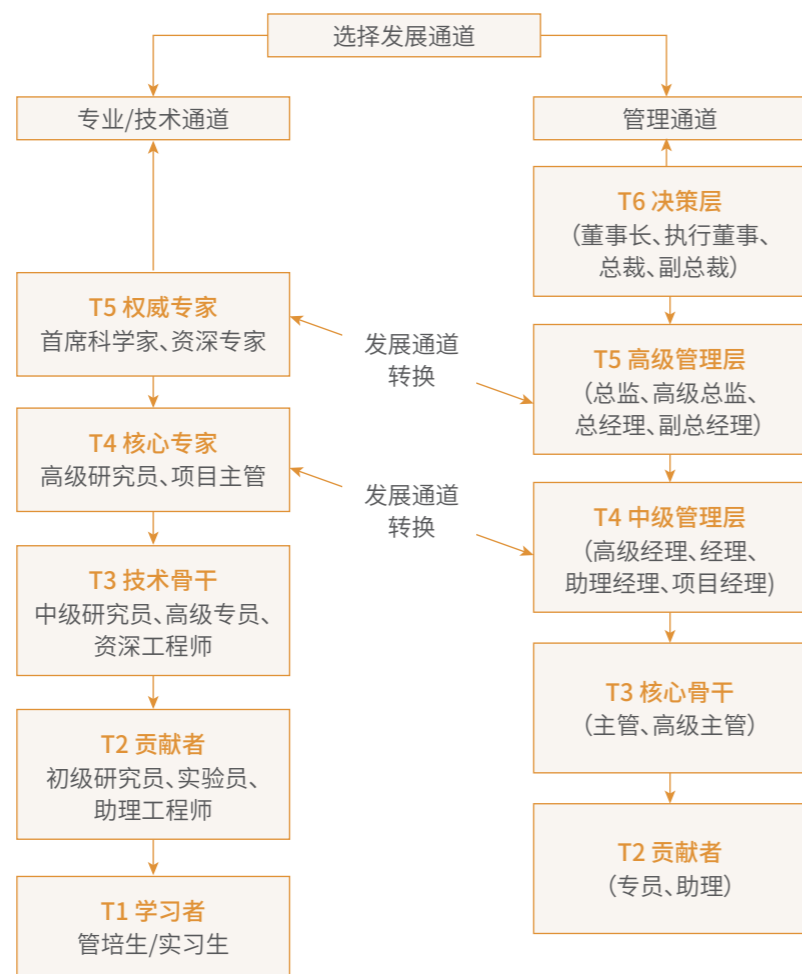 选择发展通道
专业/技术通道
管理通道
T6 决策层
（董事长、执行董事、
总裁、副总裁）
T5 权威专家
首席科学家、资深专家
发展通道
转换
T5 高级管理层
（总监、高级总监、
总经理、副总经理）
T4 核心专家
高级研究员、项目主管
发展通道
转换
T4 中级管理层
（高级经理、经理、
助理经理、项目经理）
T3 技术骨干
中级研究员、高级专员、
资深工程师
T3 核心骨干
（主管、高级主管）
T2 贡献者
初级研究员、实验员、
助理工程师
T2 贡献者
（专员、助理）
T1 学习者
管培生/实习生